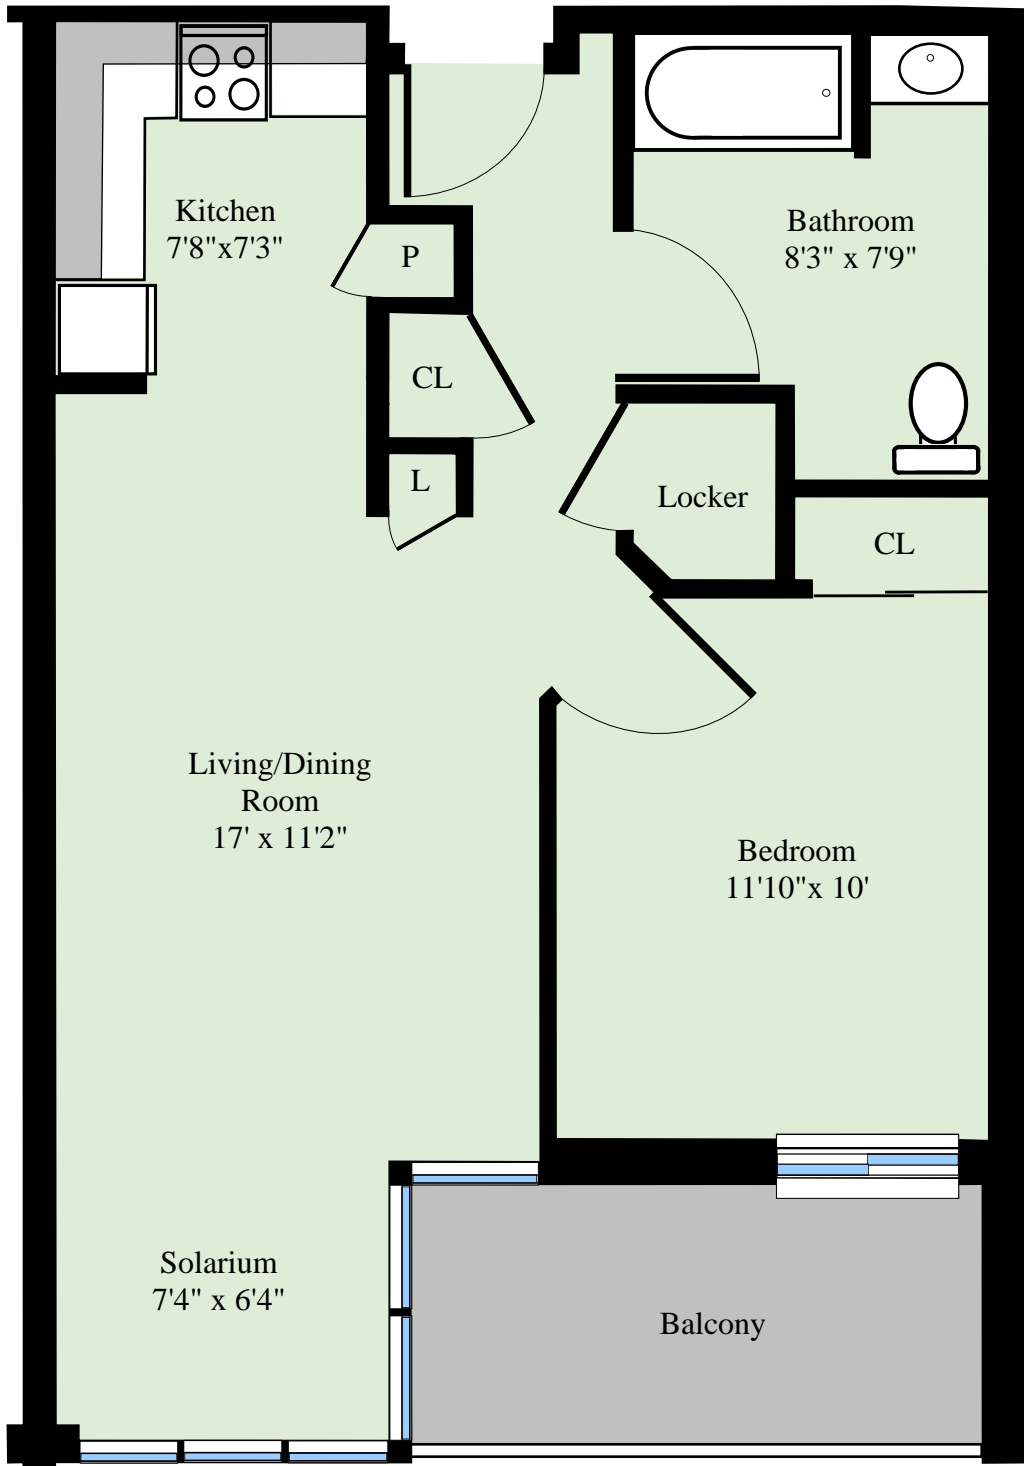 Kitchen
7'8"x7'3"
Bathroom
8'3" x 7'9"
P
CL
L
Locker
CL
Living/Dining
Room
17' x 11'2"
Bedroom
11'10"x 10'
Solarium
7'4" x 6'4"
Balcony